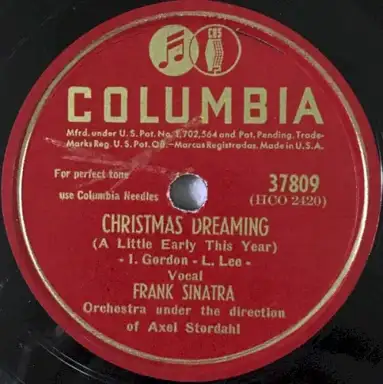 CBS
COLUMBIA
Mfrd. under U.S. Pat. No. 1,702,564 and Pat. Pending. Trade-
Marks Reg. U.S. Pat. Off.—Marcas Registradas. Made in U.S.A.
For perfect tone
use Columbia Needles
37809
(HCO 2420)
CHRISTMAS DREAMING
(A Little Early This Year)
- I. Gordon - L. Lee -
Vocal
FRANK SINATRA
Orchestra under the direction
of Axel Stordahl